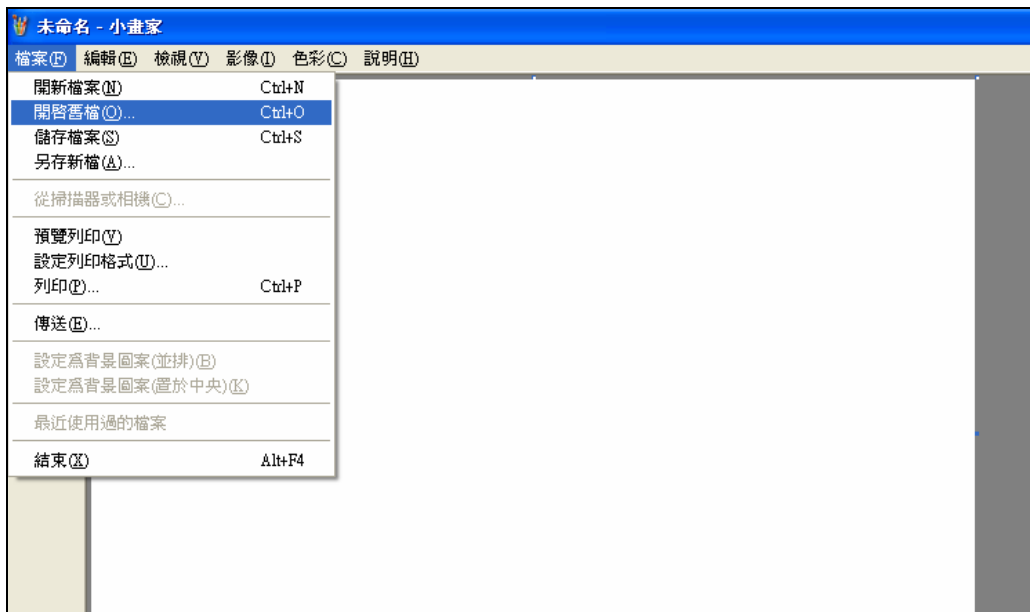 未命名 - 小畫家
檔案(F) 編輯(E) 檢視(V) 影像(I) 色彩(C) 說明(H)
開新檔案(N) Ctrl+N
開啓舊檔(O)... Ctrl+O
儲存檔案(S) Ctrl+S
另存新檔(A)...
從掃描器或相機(C)...
預覽列印(V)
設定列印格式(U)...
列印(P)... Ctrl+P
傳送(E)...
設定爲背景圖案(並排)(B)
設定爲背景圖案(置於中央)(K)
最近使用過的檔案
結束(X) Alt+F4